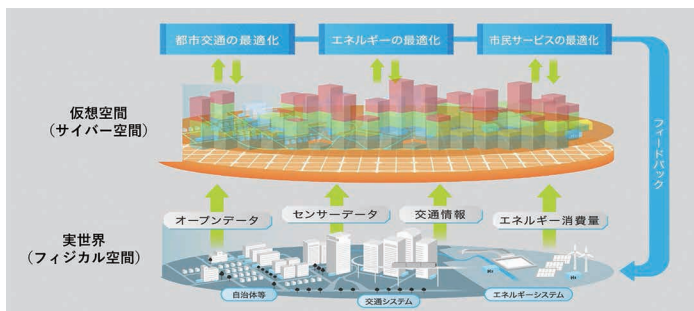 都市交通の最適化
エネルギーの最適化
市民サービスの最適化
仮想空間
（サイバー空間）
フィードバック
オープンデータ
センサーデータ
交通情報
エネルギー消費量
実世界
（フィジカル空間）
自治体等
交通システム
エネルギーシステム